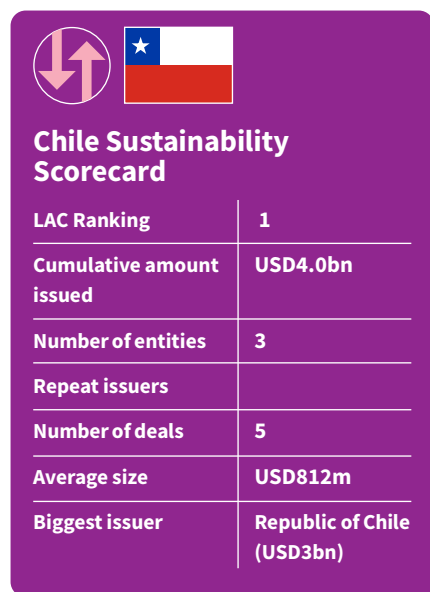 Chile Sustainability
Scorecard
LAC Ranking 1
Cumulative amount USD4.0bn
issued
Number of entities 3
Repeat issuers
Number of deals 5
Average size USD812m
Biggest issuer Republic of Chile
(USD3bn)